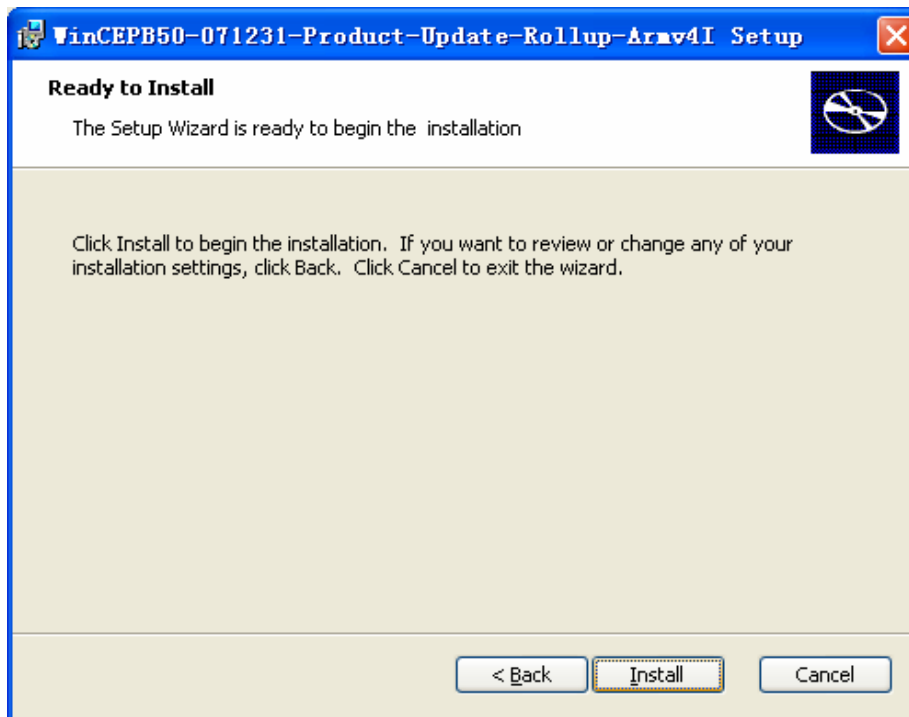 WinCEPB50-071231-Product-Update-Rollup-Armv4I Setup
Ready to Install
The Setup Wizard is ready to begin the  installation
Click Install to begin the installation.  If you want to review or change any of your
installation settings, click Back.  Click Cancel to exit the wizard.
< Back
Install
Cancel